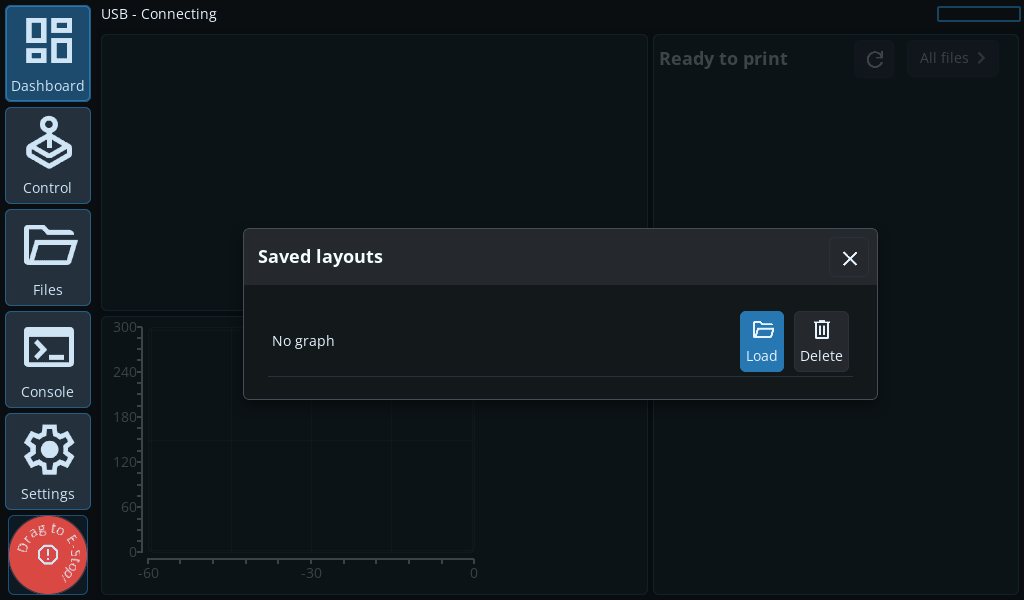 USB - Connecting
Dashboard
Control
Files
Console
Settings
Drag to E-Stop!
Ready to print
All files
Saved layouts
No graph
Load
Delete
300
240
180
120
60
0
-60
-30
0